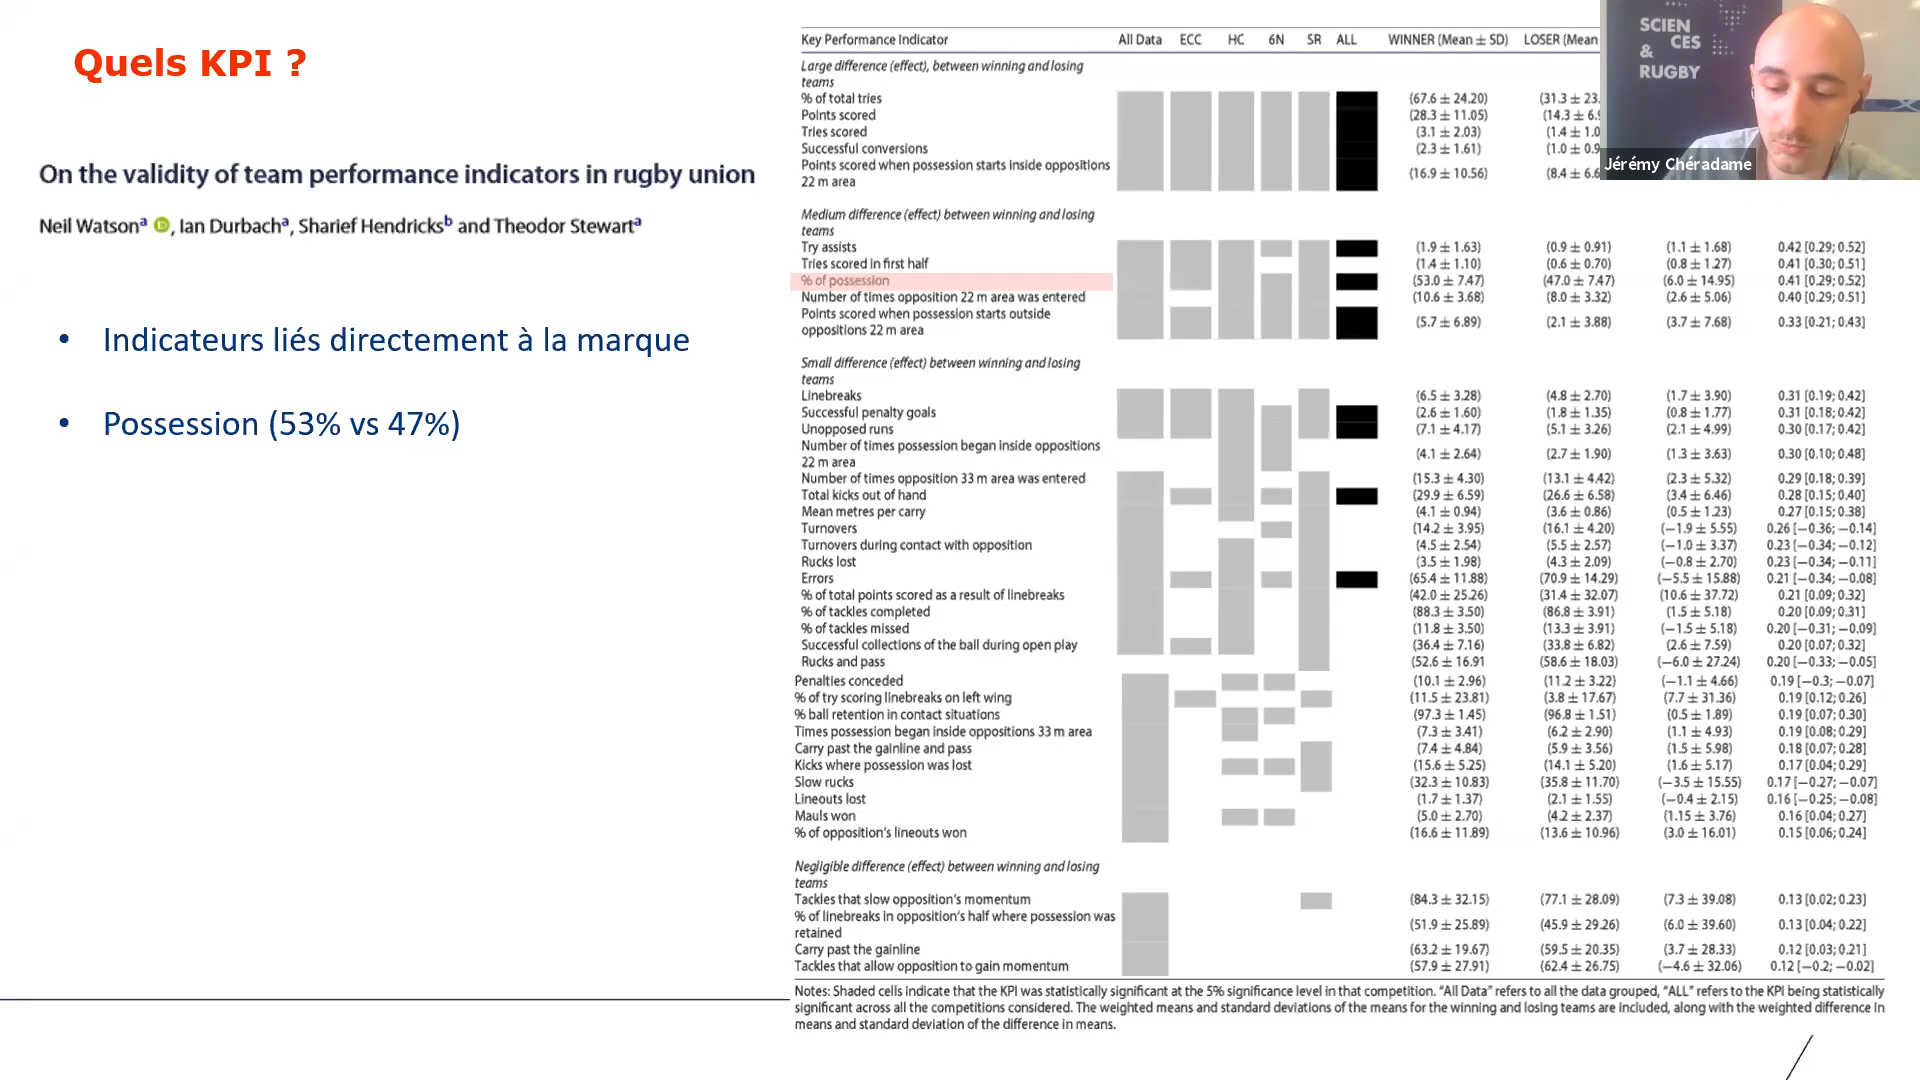 Quels KPI ?
On the validity of team performance indicators in rugby union
Neil Watsonᵃ, Ian Durbachᵃ, Sharief Hendricksᵇ and Theodor Stewartᵃ
• Indicateurs liés directement à la marque
• Possession (53% vs 47%)
Key Performance Indicator All Data ECC HC 6N SR ALL WINNER (Mean ± SD) LOSER (Mean
Large difference (effect), between winning and losing
teams
% of total tries (67.6 ± 24.20) (31.3 ± 23.
Points scored (28.3 ± 11.05) (14.3 ± 6.9
Tries scored (3.1 ± 2.03) (1.4 ± 1.0
Successful conversions (2.3 ± 1.61) (1.0 ± 0.9
Points scored when possession starts inside oppositions
22 m area (16.9 ± 10.56) (8.4 ± 6.6
Medium difference (effect) between winning and losing
teams
Try assists (1.9 ± 1.63) (0.9 ± 0.91) (1.1 ± 1.68) 0.42 [0.29; 0.52]
Tries scored in first half (1.4 ± 1.10) (0.6 ± 0.70) (0.8 ± 1.27) 0.41 [0.30; 0.51]
% of possession (53.0 ± 7.47) (47.0 ± 7.47) (6.0 ± 14.95) 0.41 [0.29; 0.52]
Number of times opposition 22 m area was entered (10.6 ± 3.68) (8.0 ± 3.32) (2.6 ± 5.06) 0.40 [0.29; 0.51]
Points scored when possession starts outside
oppositions 22 m area (5.7 ± 6.89) (2.1 ± 3.88) (3.7 ± 7.68) 0.33 [0.21; 0.43]
Small difference (effect) between winning and losing
teams
Linebreaks (6.5 ± 3.28) (4.8 ± 2.70) (1.7 ± 3.90) 0.31 [0.19; 0.42]
Successful penalty goals (2.6 ± 1.60) (1.8 ± 1.35) (0.8 ± 1.77) 0.31 [0.18; 0.42]
Unopposed runs (7.1 ± 4.17) (5.1 ± 3.26) (2.1 ± 4.99) 0.30 [0.17; 0.42]
Number of times possession began inside oppositions
22 m area (4.1 ± 2.64) (2.7 ± 1.90) (1.3 ± 3.63) 0.30 [0.10; 0.48]
Number of times opposition 33 m area was entered (15.3 ± 4.30) (13.1 ± 4.42) (2.3 ± 5.32) 0.29 [0.18; 0.39]
Total kicks out of hand (29.9 ± 6.59) (26.6 ± 6.58) (3.4 ± 6.46) 0.28 [0.15; 0.40]
Mean metres per carry (4.1 ± 0.94) (3.6 ± 0.86) (0.5 ± 1.23) 0.27 [0.15; 0.38]
Turnovers (14.2 ± 3.95) (16.1 ± 4.20) (−1.9 ± 5.55) 0.26 [−0.36; −0.14]
Turnovers during contact with opposition (4.5 ± 2.54) (5.5 ± 2.57) (−1.0 ± 3.37) 0.23 [−0.34; −0.12]
Rucks lost (3.5 ± 1.98) (4.3 ± 2.09) (−0.8 ± 2.70) 0.23 [−0.34; −0.11]
Errors (65.4 ± 11.88) (70.9 ± 14.29) (−5.5 ± 15.88) 0.21 [−0.34; −0.08]
% of total points scored as a result of linebreaks (42.0 ± 25.26) (31.4 ± 32.07) (10.6 ± 37.72) 0.21 [0.09; 0.32]
% of tackles completed (88.3 ± 3.50) (86.8 ± 3.91) (1.5 ± 5.18) 0.20 [0.09; 0.31]
% of tackles missed (11.8 ± 3.50) (13.3 ± 3.91) (−1.5 ± 5.18) 0.20 [−0.31; −0.09]
Successful collections of the ball during open play (36.4 ± 7.16) (33.8 ± 6.82) (2.6 ± 7.59) 0.20 [0.07; 0.32]
Rucks and pass (52.6 ± 16.91 (58.6 ± 18.03) (−6.0 ± 27.24) 0.20 [−0.33; −0.05]
Penalties conceded (10.1 ± 2.96) (11.2 ± 3.22) (−1.1 ± 4.66) 0.19 [−0.3; −0.07]
% of try scoring linebreaks on left wing (11.5 ± 23.81) (3.8 ± 17.67) (7.7 ± 31.36) 0.19 [0.12; 0.26]
% ball retention in contact situations (97.3 ± 1.45) (96.8 ± 1.51) (0.5 ± 1.89) 0.19 [0.07; 0.30]
Times possession began inside oppositions 33 m area (7.3 ± 3.41) (6.2 ± 2.90) (1.1 ± 4.93) 0.19 [0.08; 0.29]
Carry past the gainline and pass (7.4 ± 4.84) (5.9 ± 3.56) (1.5 ± 5.98) 0.18 [0.07; 0.28]
Kicks where possession was lost (15.6 ± 5.25) (14.1 ± 5.20) (1.6 ± 5.17) 0.17 [0.04; 0.29]
Slow rucks (32.3 ± 10.83) (35.8 ± 11.70) (−3.5 ± 15.55) 0.17 [−0.27; −0.07]
Lineouts lost (1.7 ± 1.37) (2.1 ± 1.55) (−0.4 ± 2.15) 0.16 [−0.25; −0.08]
Mauls won (5.0 ± 2.70) (4.2 ± 2.37) (1.15 ± 3.76) 0.16 [0.04; 0.27]
% of opposition's lineouts won (16.6 ± 11.89) (13.6 ± 10.96) (3.0 ± 16.01) 0.15 [0.06; 0.24]
Negligible difference (effect) between winning and losing
teams
Tackles that slow opposition's momentum (84.3 ± 32.15) (77.1 ± 28.09) (7.3 ± 39.08) 0.13 [0.02; 0.23]
% of linebreaks in opposition's half where possession was
retained (51.9 ± 25.89) (45.9 ± 29.26) (6.0 ± 39.60) 0.13 [0.04; 0.22]
Carry past the gainline (63.2 ± 19.67) (59.5 ± 20.35) (3.7 ± 28.33) 0.12 [0.03; 0.21]
Tackles that allow opposition to gain momentum (57.9 ± 27.91) (62.4 ± 26.75) (−4.6 ± 32.06) 0.12 [−0.2; −0.02]
Notes: Shaded cells indicate that the KPI was statistically significant at the 5% significance level in that competition. "All Data" refers to all the data grouped, "ALL" refers to the KPI being statistically
significant across all the competitions considered. The weighted means and standard deviations of the means for the winning and losing teams are included, along with the weighted difference in
means and standard deviation of the difference in means.
SCIEN
CES
&
RUGBY
Jérémy Chéradame